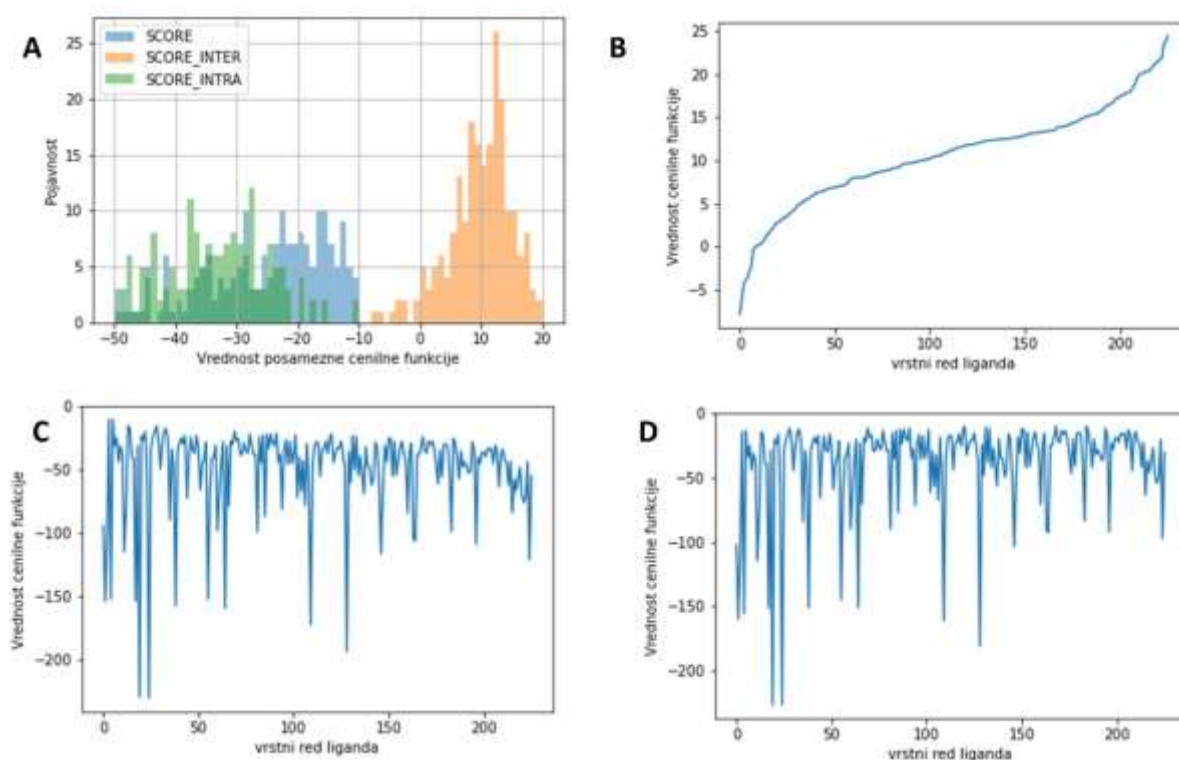 A
SCORE
SCORE_INTER
SCORE_INTRA
Pojavnost
25
20
15
10
5
0
−50 −40 −30 −20 −10 0 10 20
Vrednost posamezne cenilne funkcije
B
Vrednost cenilne funkcije
25
20
15
10
5
0
−5
0 50 100 150 200
vrstni red liganda
C
Vrednost cenilne funkcije
0
−50
−100
−150
−200
0 50 100 150 200
vrstni red liganda
D
Vrednost cenilne funkcije
0
−50
−100
−150
−200
0 50 100 150 200
vrstni red liganda